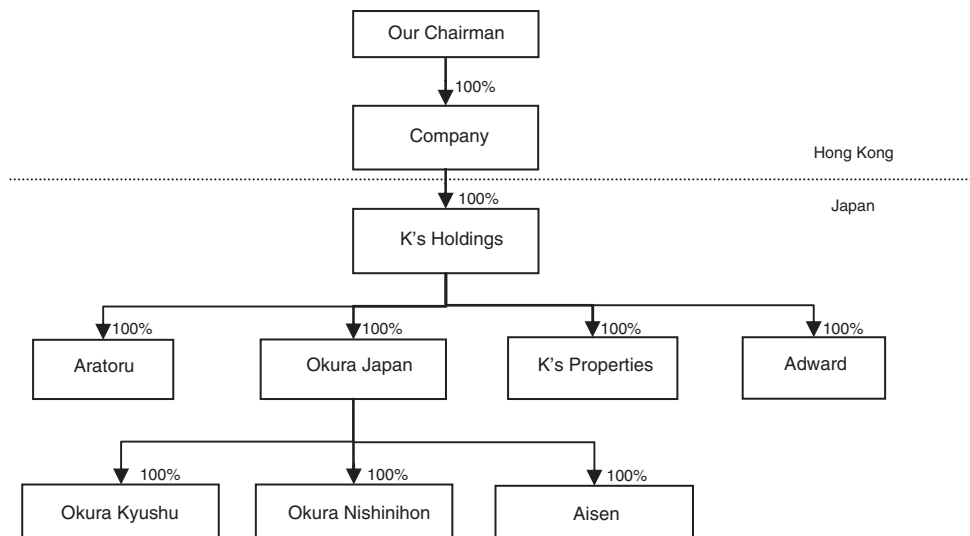 Our Chairman
100%
Company
Hong Kong
100%
Japan
K's Holdings
100%
100%
100%
100%
Aratoru
Okura Japan
K's Properties
Adward
100%
100%
100%
Okura Kyushu
Okura Nishinihon
Aisen